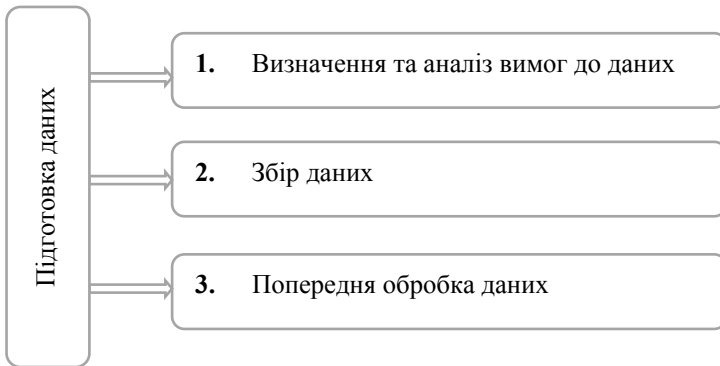 Підготовка даних
1. Визначення та аналіз вимог до даних
2. Збір даних
3. Попередня обробка даних